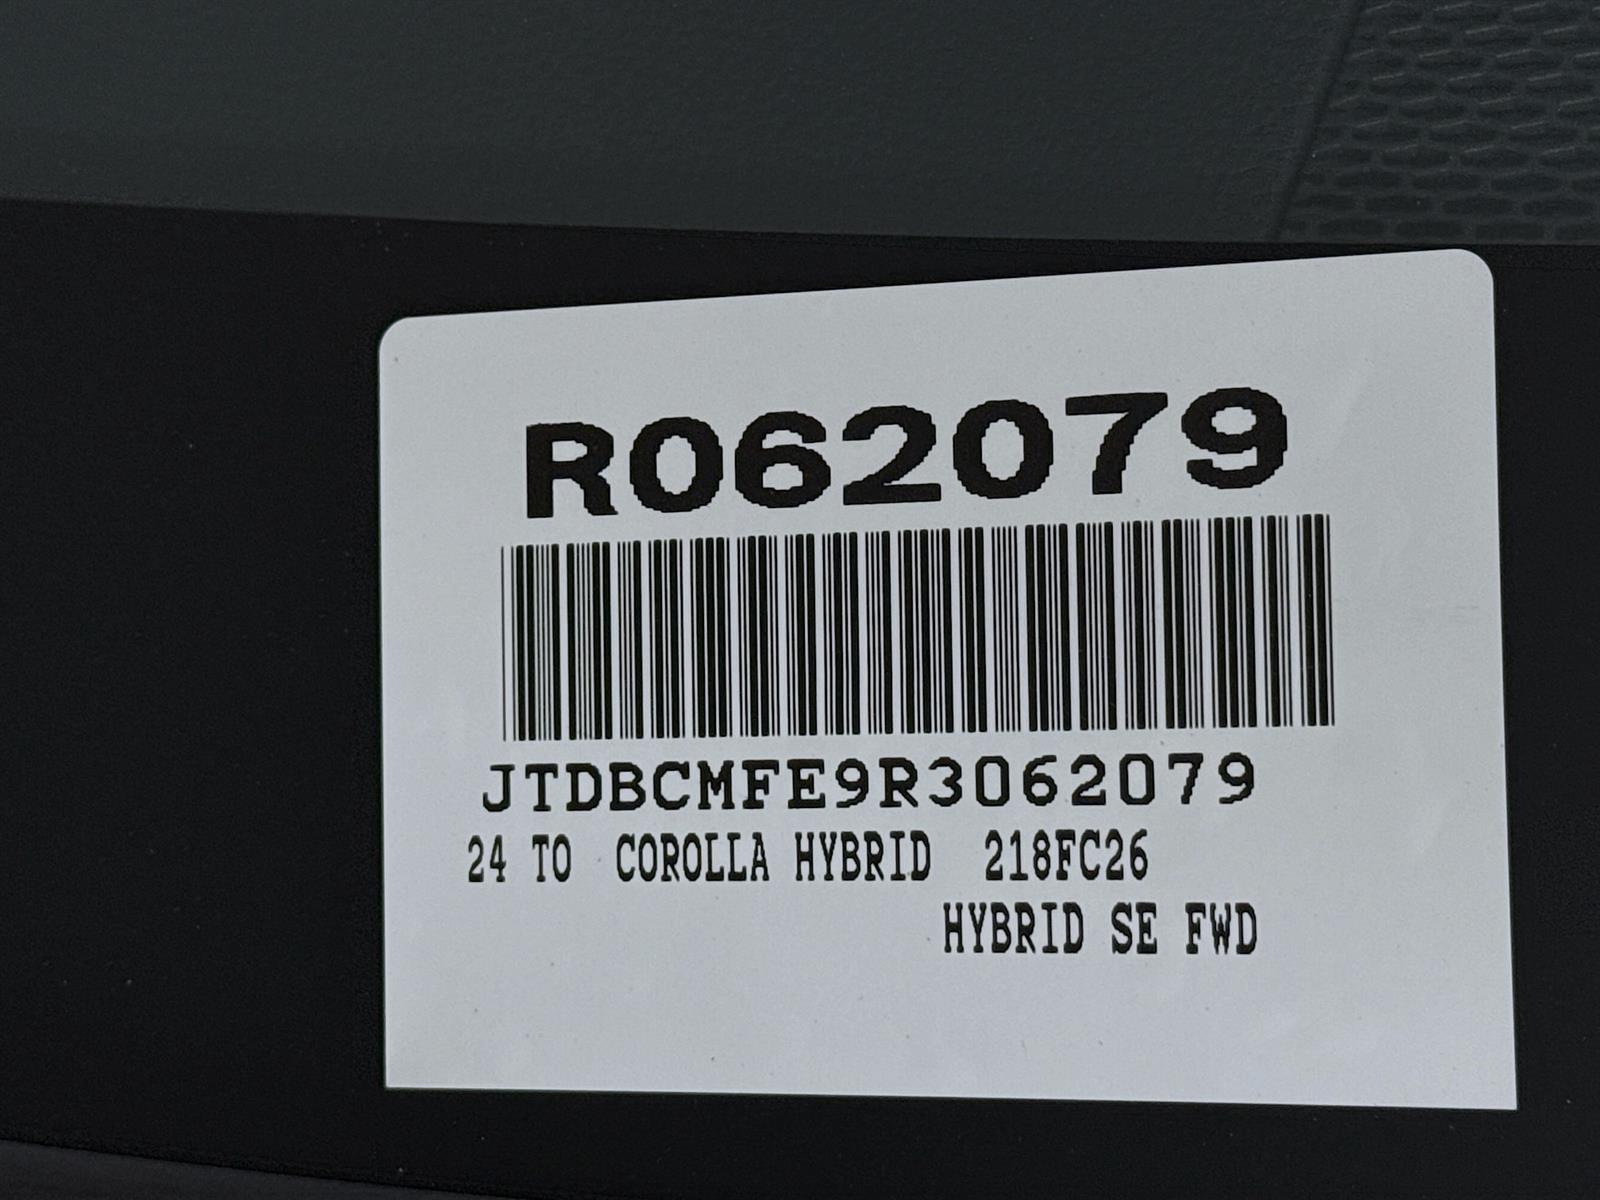 R062079
JTDBCMFE9R3062079
24 TO COROLLA HYBRID 218FC26
HYBRID SE FWD